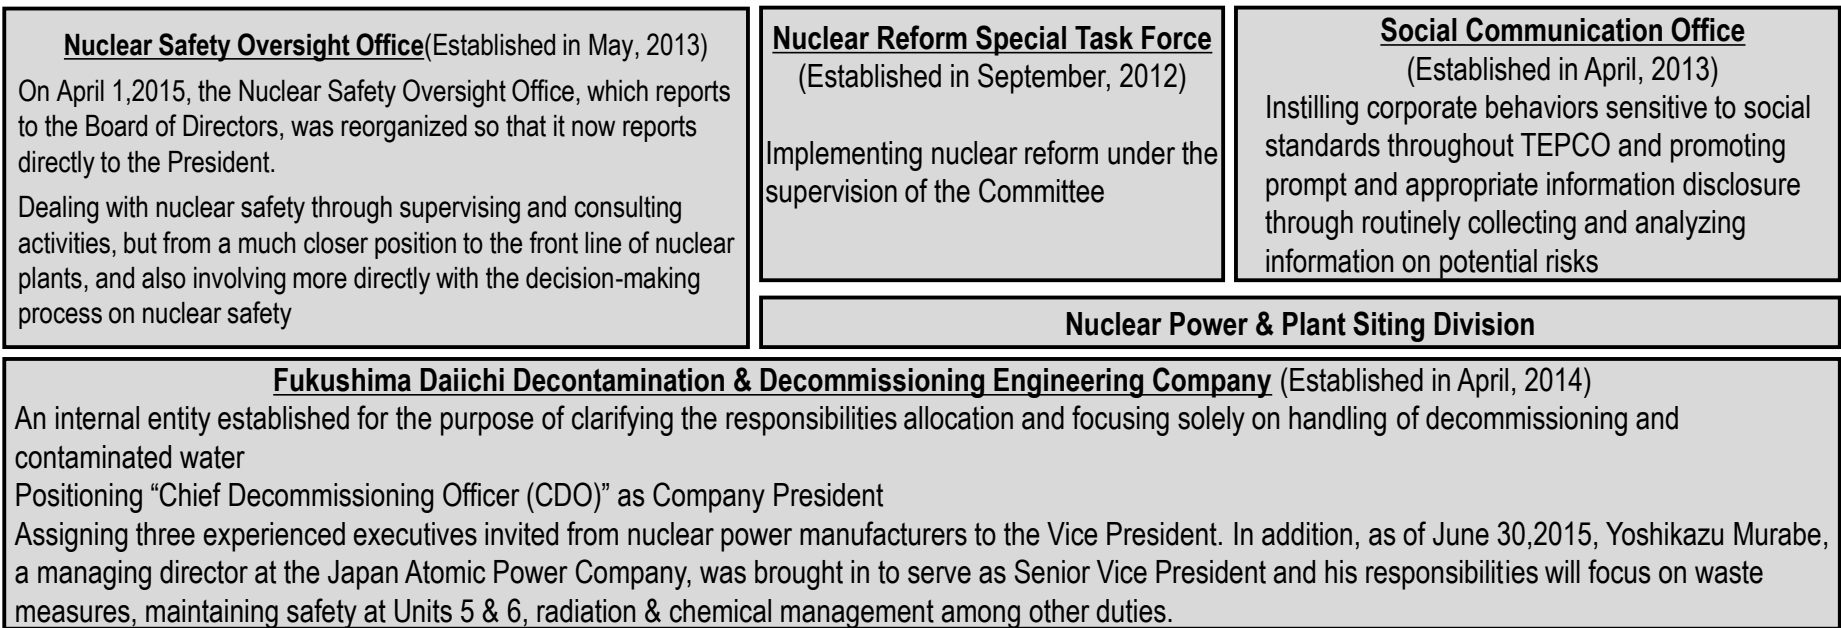 Nuclear Safety Oversight Office(Established in May, 2013)
On April 1,2015, the Nuclear Safety Oversight Office, which reports
to the Board of Directors, was reorganized so that it now reports
directly to the President.
Dealing with nuclear safety through supervising and consulting
activities, but from a much closer position to the front line of nuclear
plants, and also involving more directly with the decision-making
process on nuclear safety
Nuclear Reform Special Task Force
(Established in September, 2012)
Implementing nuclear reform under the
supervision of the Committee
Social Communication Office
(Established in April, 2013)
Instilling corporate behaviors sensitive to social
standards throughout TEPCO and promoting
prompt and appropriate information disclosure
through routinely collecting and analyzing
information on potential risks
Nuclear Power & Plant Siting Division
Fukushima Daiichi Decontamination & Decommissioning Engineering Company (Established in April, 2014)
An internal entity established for the purpose of clarifying the responsibilities allocation and focusing solely on handling of decommissioning and
contaminated water
Positioning “Chief Decommissioning Officer (CDO)” as Company President
Assigning three experienced executives invited from nuclear power manufacturers to the Vice President. In addition, as of June 30,2015, Yoshikazu Murabe,
a managing director at the Japan Atomic Power Company, was brought in to serve as Senior Vice President and his responsibilities will focus on waste
measures, maintaining safety at Units 5 & 6, radiation & chemical management among other duties.